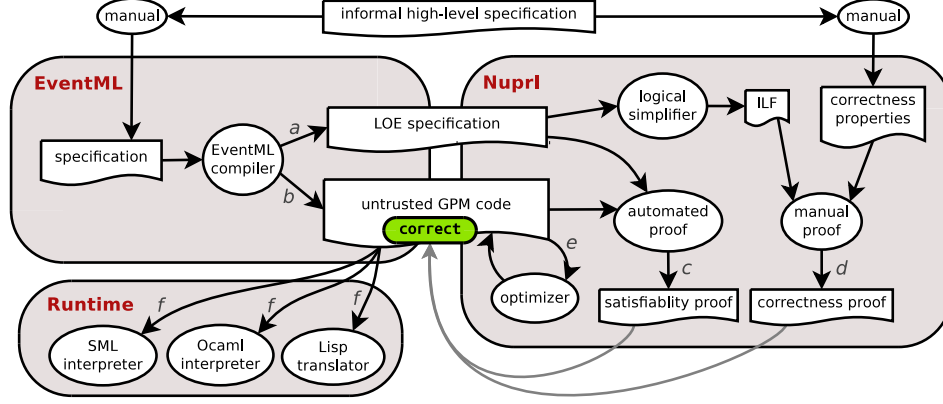 manual
informal high-level specification
manual
EventML
Nuprl
specification
EventML
compiler
a
b
LOE specification
untrusted GPM code
correct
logical
simplifier
ILF
correctness
properties
automated
proof
manual
proof
e
optimizer
c
d
satisfiablity proof
correctness proof
Runtime
f
f
f
SML
interpreter
Ocaml
interpreter
Lisp
translator